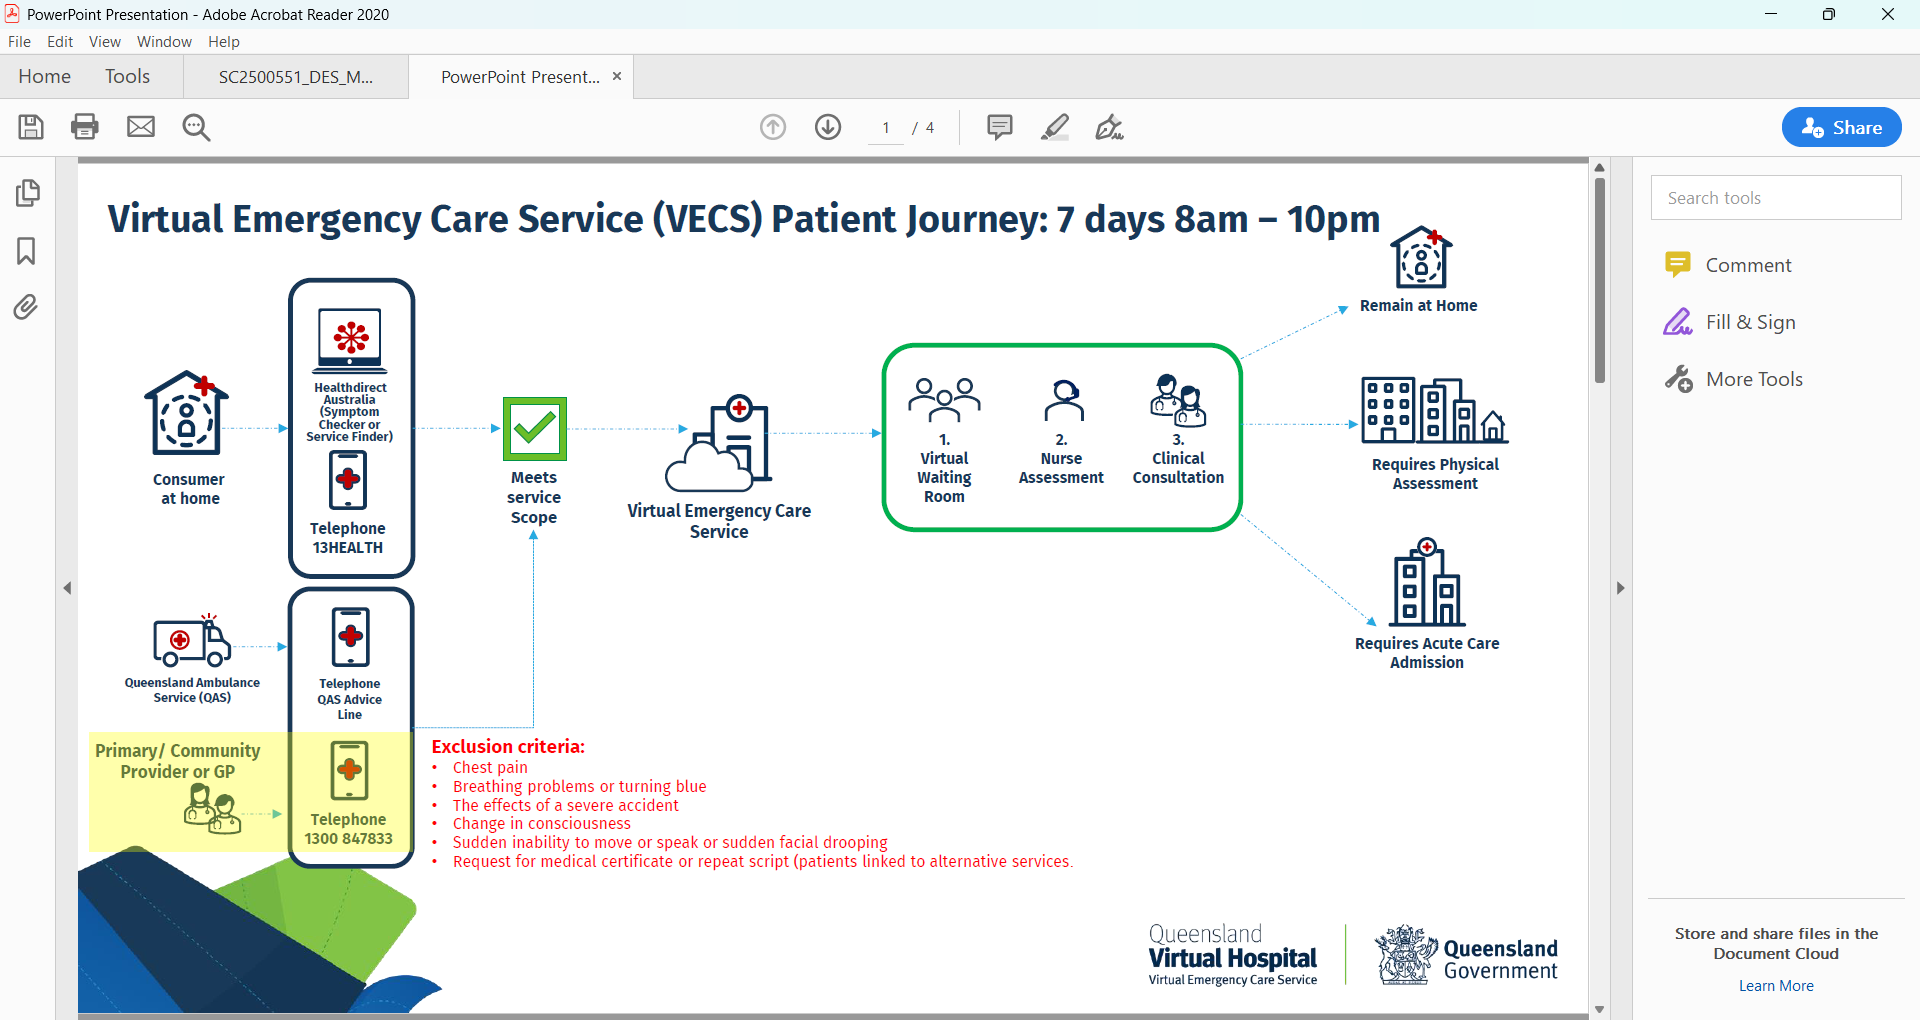 PowerPoint Presentation - Adobe Acrobat Reader 2020
File Edit View Window Help
Home Tools SC2500551_DES_M... PowerPoint Present... ×
1 / 4
Share
Search tools
Comment
Fill & Sign
More Tools
Store and share files in the
Document Cloud
Learn More
Virtual Emergency Care Service (VECS) Patient Journey: 7 days 8am – 10pm
Consumer
at home
Healthdirect
Australia
(Symptom
Checker or
Service Finder)
Telephone
13HEALTH
Meets
service
Scope
Virtual Emergency Care
Service
1.
Virtual
Waiting
Room
2.
Nurse
Assessment
3.
Clinical
Consultation
Remain at Home
Requires Physical
Assessment
Requires Acute Care
Admission
Queensland Ambulance
Service (QAS)
Telephone
QAS Advice
Line
Primary/ Community
Provider or GP
Telephone
1300 847833
Exclusion criteria:
• Chest pain
• Breathing problems or turning blue
• The effects of a severe accident
• Change in consciousness
• Sudden inability to move or speak or sudden facial drooping
• Request for medical certificate or repeat script (patients linked to alternative services.
Queensland
Virtual Hospital
Virtual Emergency Care Service
Queensland
Government